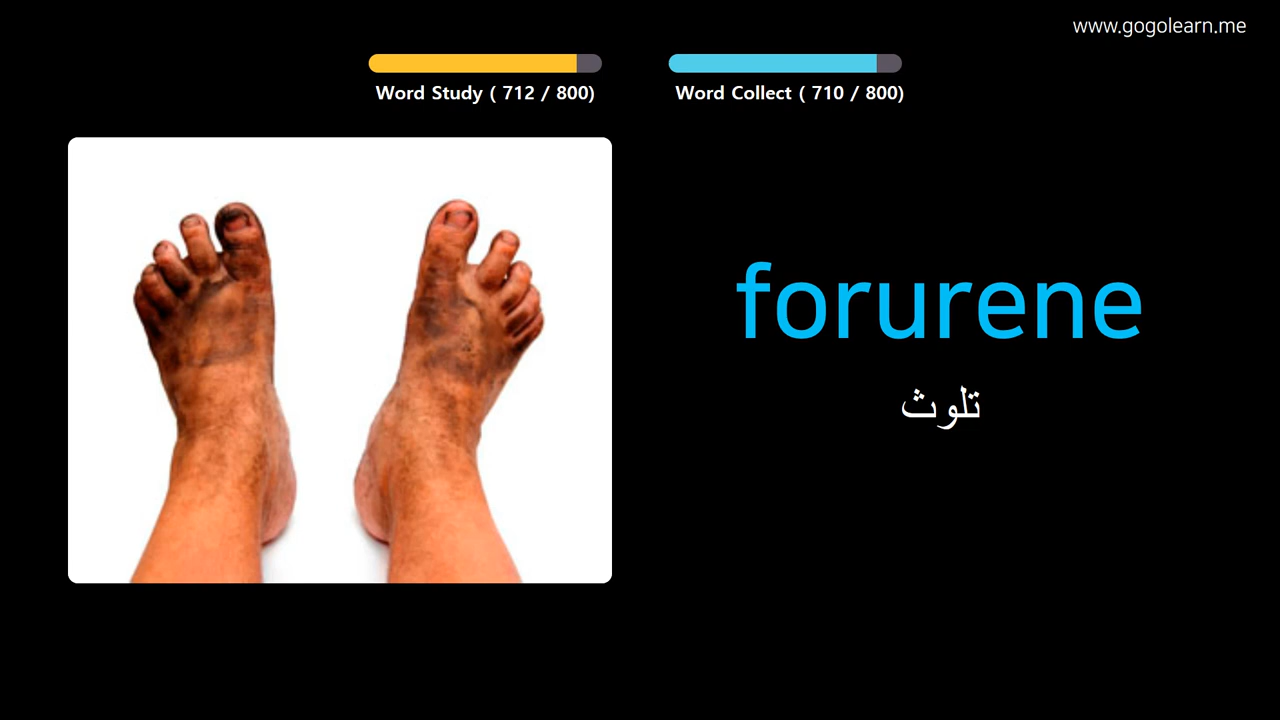 www.gogolearn.me
Word Study ( 712 / 800)
Word Collect ( 710 / 800)
forurene
تلوث